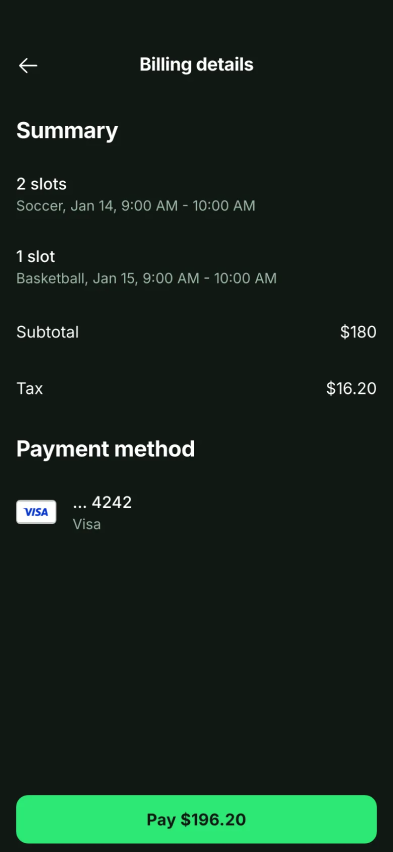 Billing details
Summary
2 slots
Soccer, Jan 14, 9:00 AM - 10:00 AM
1 slot
Basketball, Jan 15, 9:00 AM - 10:00 AM
Subtotal $180
Tax $16.20
Payment method
VISA ... 4242
Visa
Pay $196.20